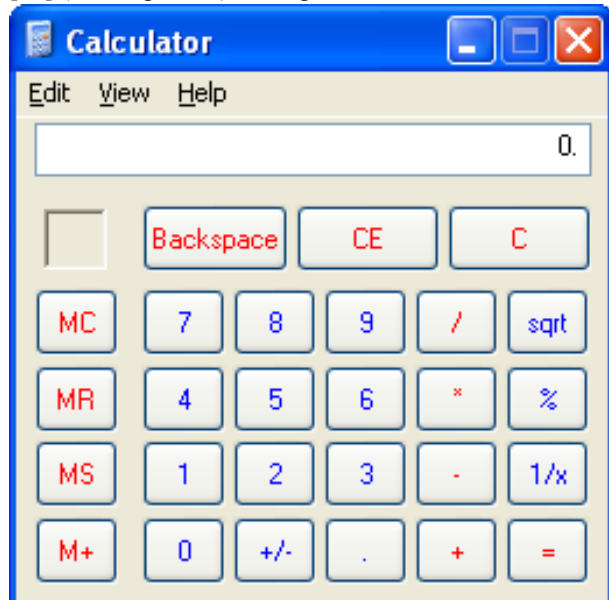 Calculator
Edit View Help
0.
Backspace CE C
MC 7 8 9 / sqrt
MR 4 5 6 * %
MS 1 2 3 - 1/x
M+ 0 +/- . + =